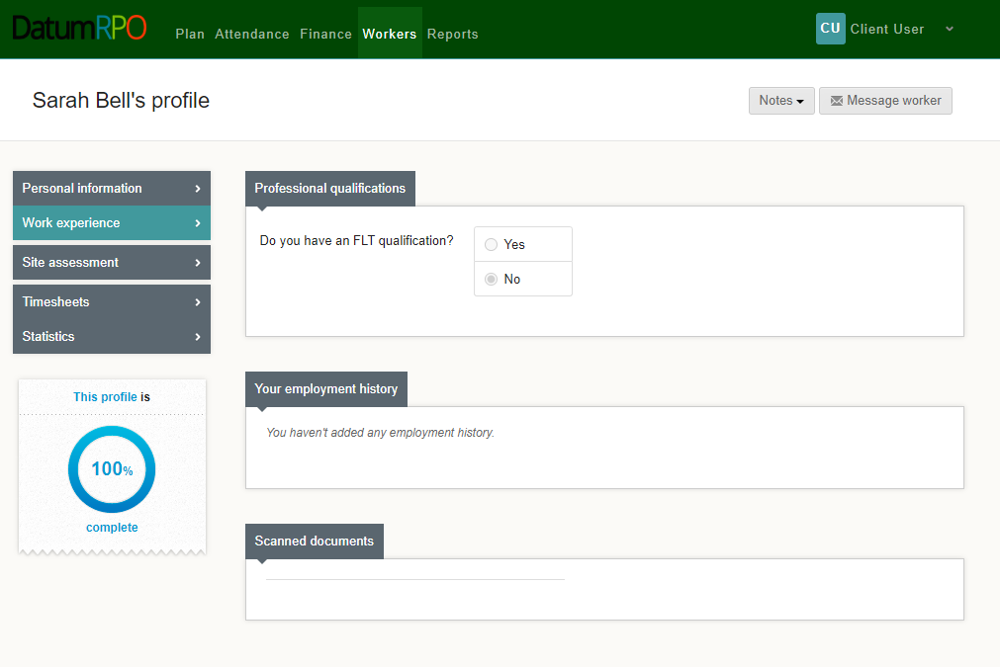 DatumRPO
Plan Attendance Finance Workers Reports
CU Client User
Sarah Bell's profile
Notes
Message worker
Personal information
Work experience
Site assessment
Timesheets
Statistics
This profile is
100%
complete
Professional qualifications
Do you have an FLT qualification?
Yes
No
Your employment history
You haven't added any employment history.
Scanned documents